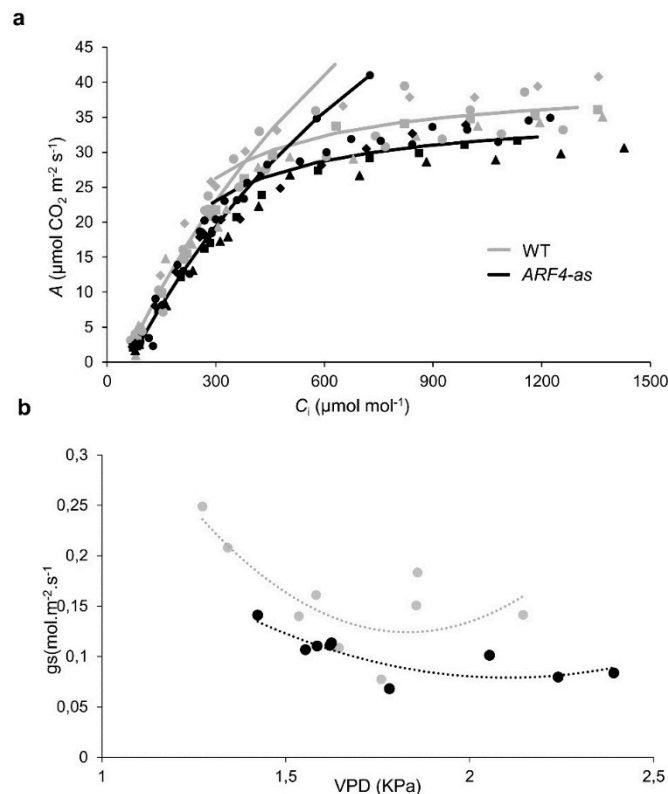 a
45
40
35
30
25
20
15
10
5
0
A (µmol CO₂ m⁻² s⁻¹)
WT
ARF4-as
0 300 600 900 1200 1500
Cᵢ (µmol mol⁻¹)
b
0,3
0,25
0,2
0,15
0,1
0,05
0
gs(mol.m⁻².s⁻¹)
1 1,5 2 2,5
VPD (KPa)